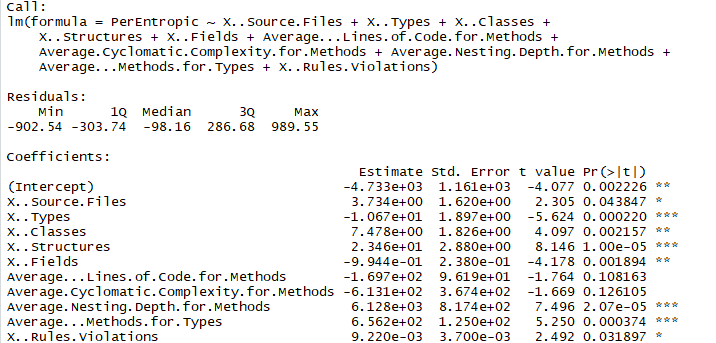 Call:
lm(formula = PerEntropic ~ X..Source.Files + X..Types + X..Classes +
X..Structures + X..Fields + Average...Lines.of.Code.for.Methods +
Average.Cyclomatic.Complexity.for.Methods + Average.Nesting.Depth.for.Methods +
Average...Methods.for.Types + X..Rules.Violations)
Residuals:
Min 1Q Median 3Q Max
-902.54 -303.74 -98.16 286.68 989.55
Coefficients:
Estimate Std. Error t value Pr(>|t|)
(Intercept) -4.733e+03 1.161e+03 -4.077 0.002226 **
X..Source.Files 3.734e+00 1.620e+00 2.305 0.043847 *
X..Types -1.067e+01 1.897e+00 -5.624 0.000220 ***
X..Classes 7.478e+00 1.826e+00 4.097 0.002157 **
X..Structures 2.346e+01 2.880e+00 8.146 1.00e-05 ***
X..Fields -9.944e-01 2.380e-01 -4.178 0.001894 **
Average...Lines.of.Code.for.Methods -1.697e+02 9.619e+01 -1.764 0.108163
Average.Cyclomatic.Complexity.for.Methods -6.131e+02 3.674e+02 -1.669 0.126105
Average.Nesting.Depth.for.Methods 6.128e+03 8.174e+02 7.496 2.07e-05 ***
Average...Methods.for.Types 6.562e+02 1.250e+02 5.250 0.000374 ***
X..Rules.Violations 9.220e-03 3.700e-03 2.492 0.031897 *